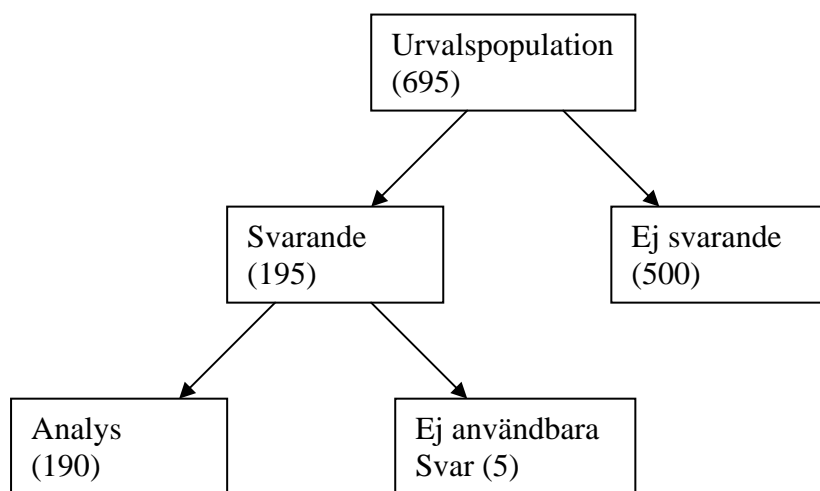 Urvalspopulation
(695)
Svarande
(195)
Ej svarande
(500)
Analys
(190)
Ej användbara
Svar (5)